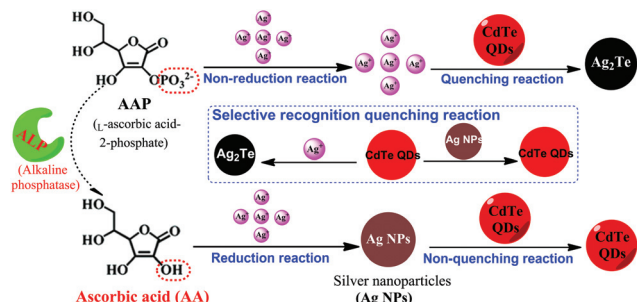 HO
HO
O
O
HO
OPO₃²⁻
AAP
(L-ascorbic acid-
2-phosphate)
Ag⁺
Ag⁺ Ag⁺ Ag⁺
Ag⁺
Non-reduction reaction
Ag⁺
Ag⁺ Ag⁺ Ag⁺
Ag⁺
CdTe
QDs
Quenching reaction
Ag₂Te
ALP
(Alkaline
phosphatase)
Selective recognition quenching reaction
Ag₂Te
Ag⁺
CdTe QDs
Ag NPs
CdTe QDs
HO
HO
O
O
HO
OH
Ascorbic acid (AA)
Ag⁺
Ag⁺ Ag⁺ Ag⁺
Ag⁺
Reduction reaction
Ag NPs
Silver nanoparticles
(Ag NPs)
CdTe
QDs
Non-quenching reaction
CdTe
QDs